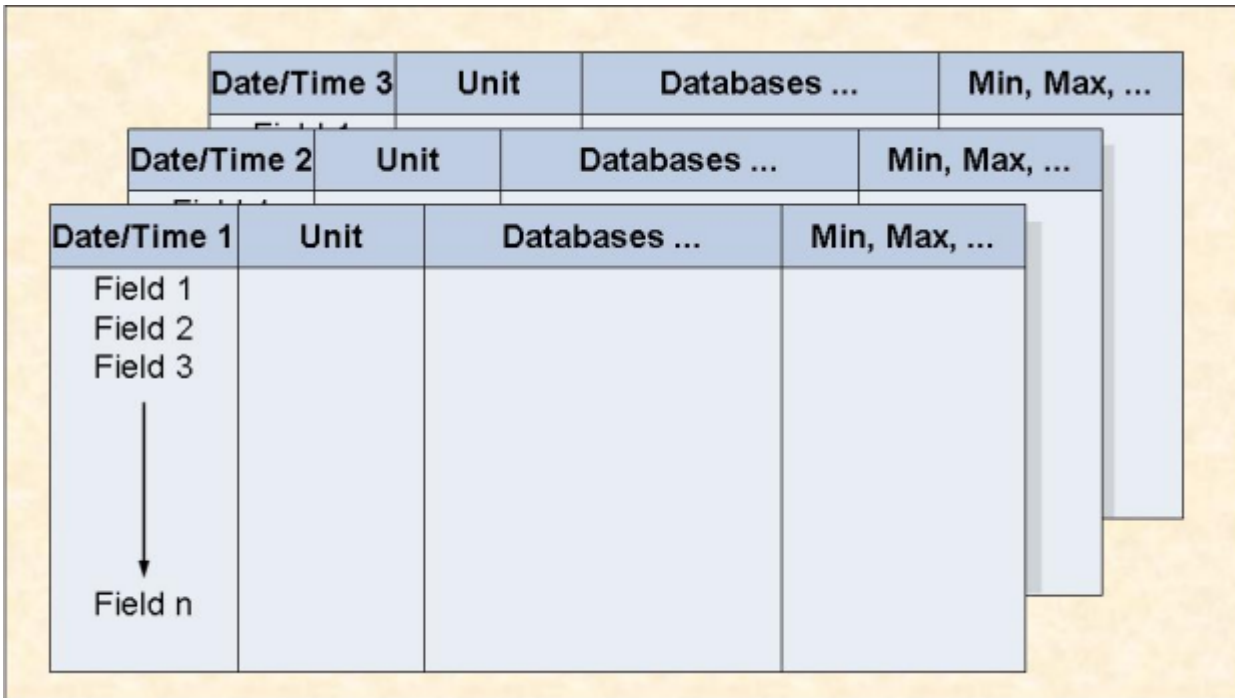 Date/Time 3 Unit Databases ... Min, Max, ...
Date/Time 2 Unit Databases ... Min, Max, ...
Date/Time 1 Unit Databases ... Min, Max, ...
Field 1
Field 2
Field 3
Field n